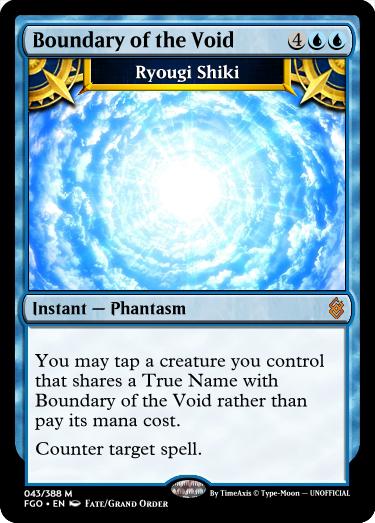 Boundary of the Void 4
Ryougi Shiki
Instant — Phantasm
You may tap a creature you control
that shares a True Name with
Boundary of the Void rather than
pay its mana cost.
Counter target spell.
043/388 M
FGO • EN Fate/Grand Order
By TimeAxis © Type-Moon — UNOFFICIAL